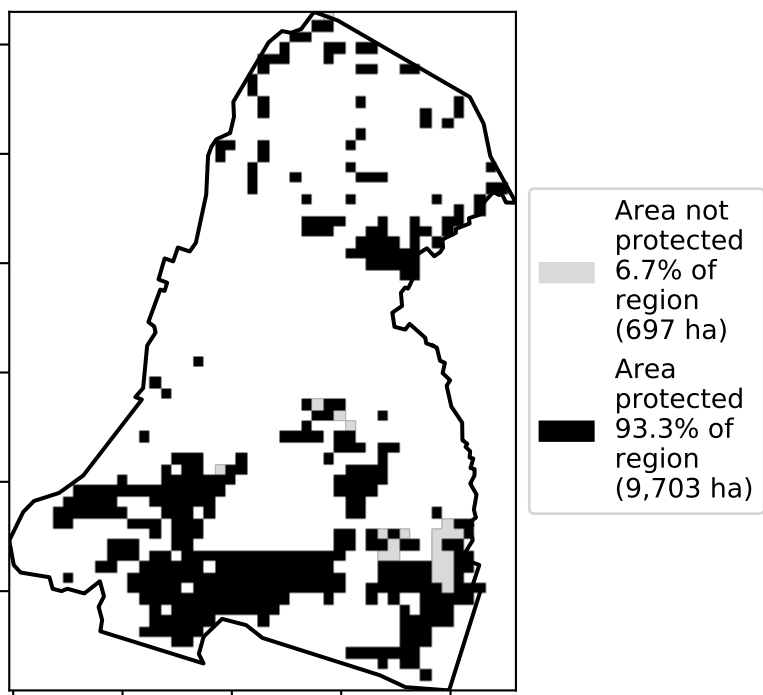 Area not
protected
6.7% of
region
(697 ha)
Area
protected
93.3% of
region
(9,703 ha)